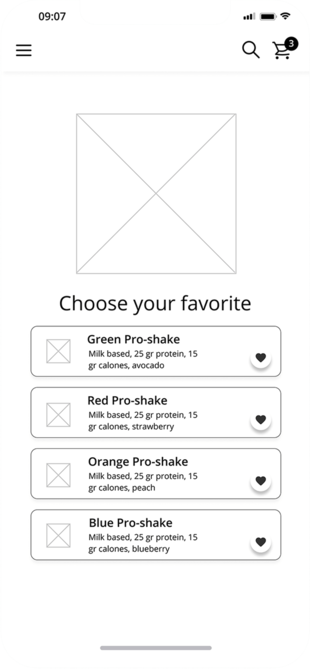 09:07
3
Choose your favorite
Green Pro-shake
Milk based, 25 gr protein, 15
gr calones, avocado
Red Pro-shake
Milk based, 25 gr protein, 15
gr calones, strawberry
Orange Pro-shake
Milk based, 25 gr protein, 15
gr calones, peach
Blue Pro-shake
Milk based, 25 gr protein, 15
gr calones, blueberry